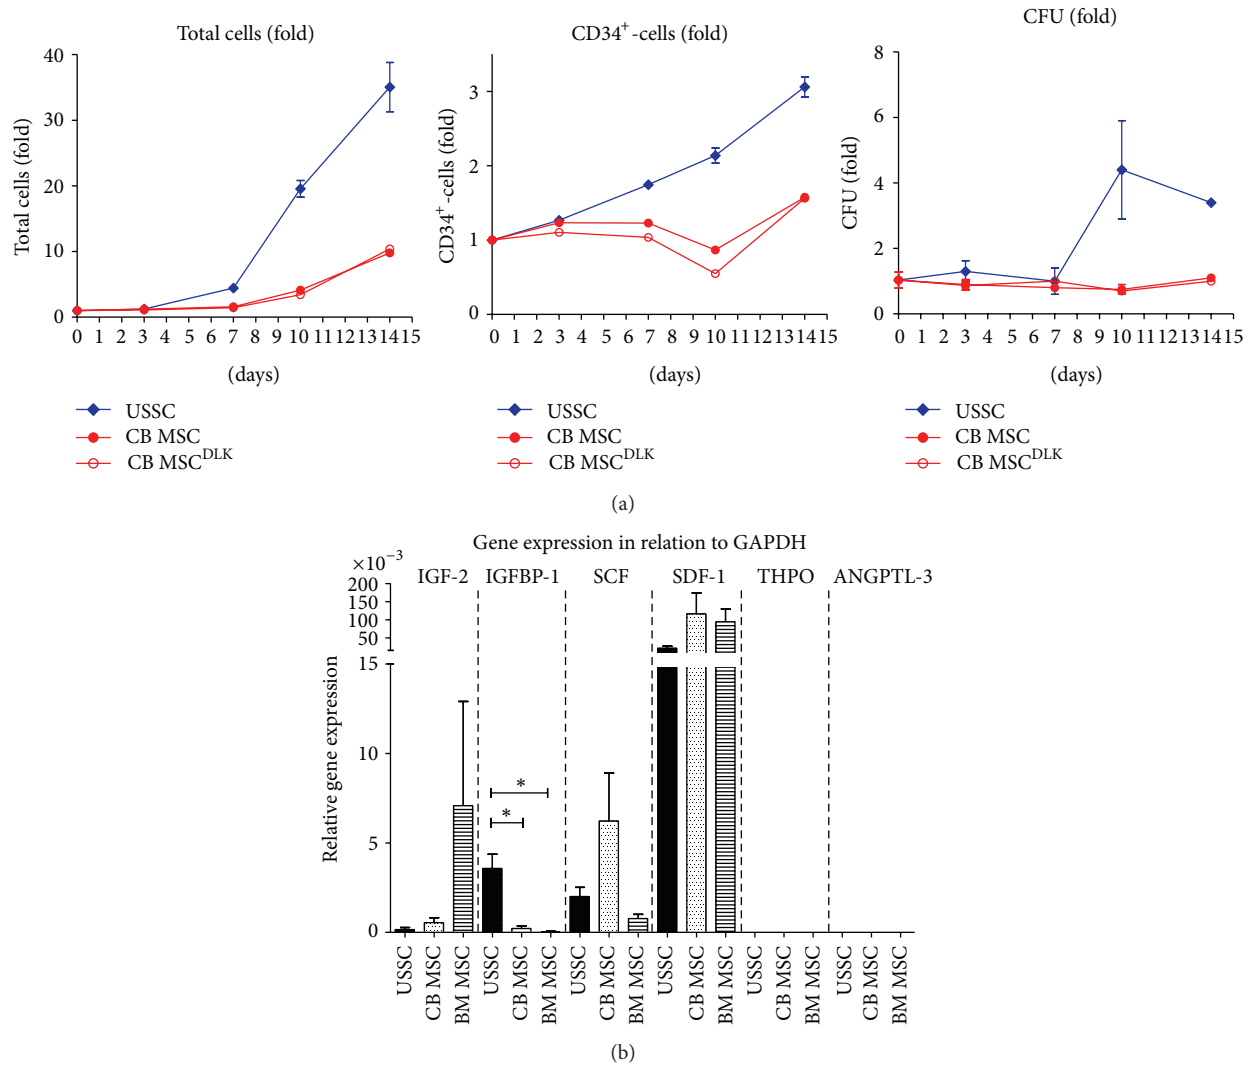 Total cells (fold)
CD34+-cells (fold)
CFU (fold)
40
30
20
10
0
Total cells (fold)
0 1 2 3 4 5 6 7 8 9 10 11 12 13 14 15
(days)
3
2
1
0
CD34+-cells (fold)
0 1 2 3 4 5 6 7 8 9 10 11 12 13 14 15
(days)
8
6
4
2
0
CFU (fold)
0 1 2 3 4 5 6 7 8 9 10 11 12 13 14 15
(days)
USSC
CB MSC
CB MSC^DLK
USSC
CB MSC
CB MSC^DLK
USSC
CB MSC
CB MSC^DLK
(a)
Gene expression in relation to GAPDH
×10−3
IGF-2 IGFBP-1 SCF SDF-1 THPO ANGPTL-3
200
150
100
50
15
10
5
0
Relative gene expression
*
*
USSC
CB MSC
BM MSC
USSC
CB MSC
BM MSC
USSC
CB MSC
BM MSC
USSC
CB MSC
BM MSC
USSC
CB MSC
BM MSC
USSC
CB MSC
BM MSC
(b)